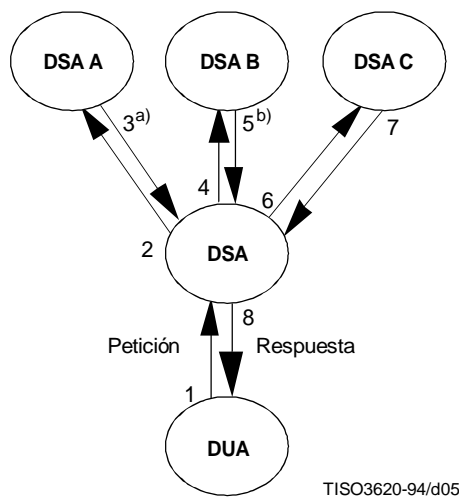 DSA A
DSA B
DSA C
3a)
5b)
7
4
6
2
DSA
8
Petición
Respuesta
1
DUA
TISO3620-94/d05